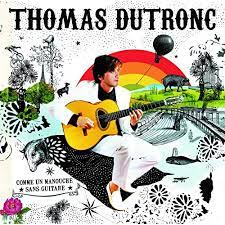 THOMAS DUTRONC
COMME UN MANOUCHE
SANS GUITARE